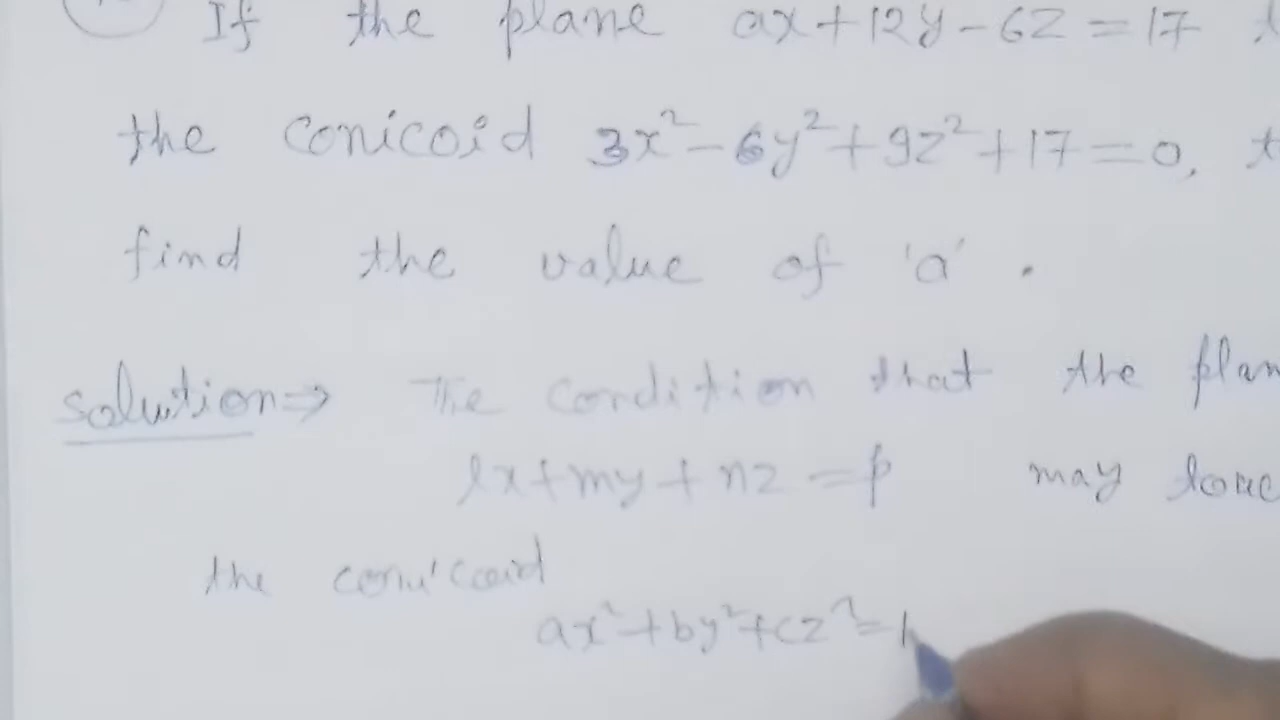 If the plane ax+12y-6z=17
the conicoid 3x²-6y²+9z²+17=0,
find the value of 'a'.
Solution⇒ The condition that the plan
lx+my+nz=p may
the conicoid
ax²+by²+cz²=1